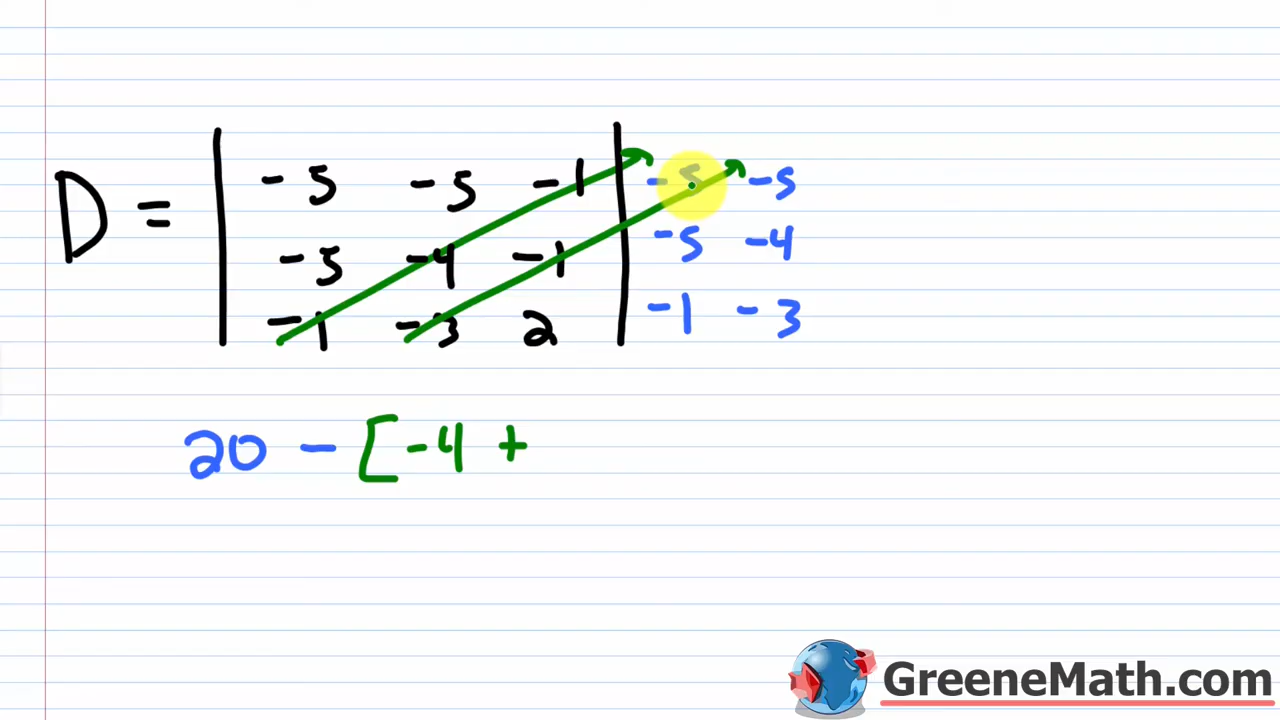 D = | -5 -5 -1 | -5 -5
-5 -4 -1 -5 -4
-1 -3 2 -1 -3
20 - [-4 +
GreeneMath.com